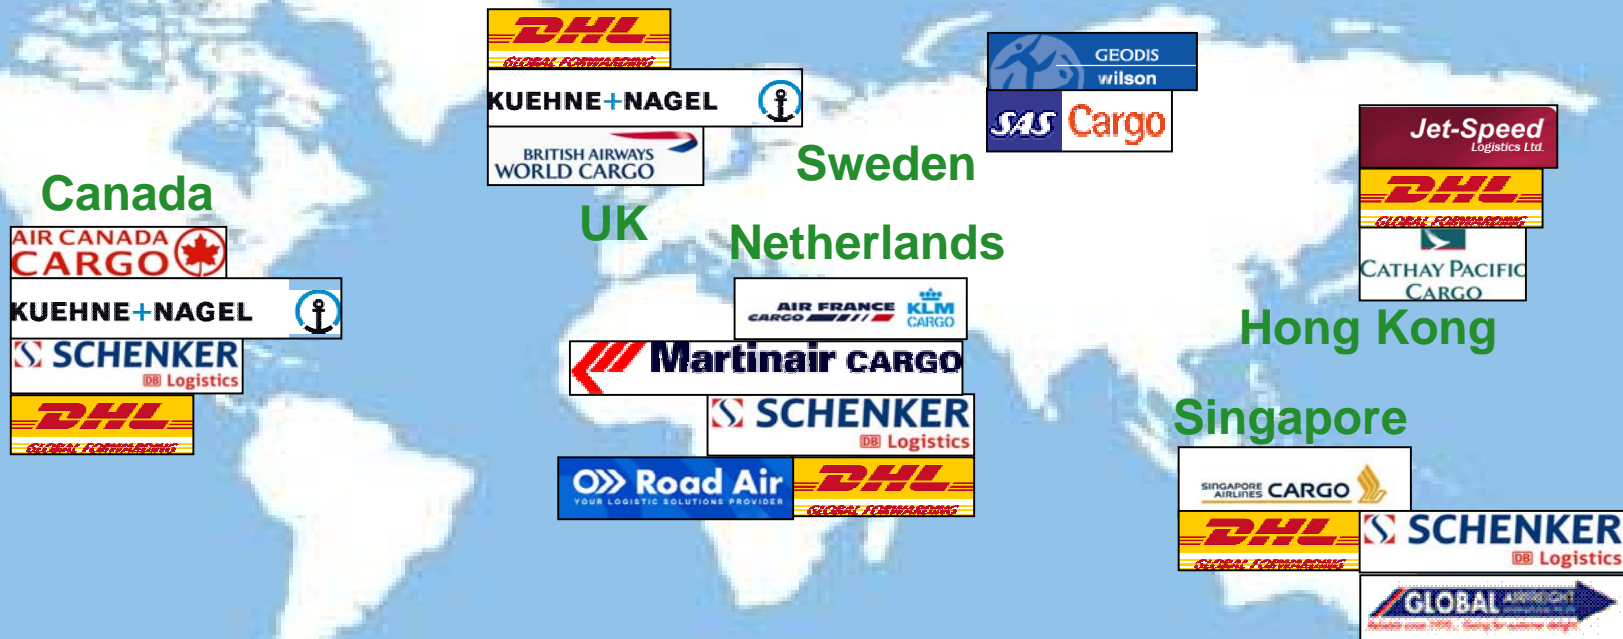 Canada
AIR CANADA
CARGO
KUEHNE+NAGEL
SCHENKER
DB Logistics
DHL
GLOBAL FORWARDING
DHL
GLOBAL FORWARDING
KUEHNE+NAGEL
BRITISH AIRWAYS
WORLD CARGO
UK
Sweden
GEODIS
wilson
SAS Cargo
Netherlands
AIR FRANCE KLM
CARGO CARGO
Martinair CARGO
SCHENKER
DB Logistics
Road Air
YOUR LOGISTIC SOLUTIONS PROVIDER
DHL
GLOBAL FORWARDING
Jet-Speed
Logistics Ltd.
DHL
GLOBAL FORWARDING
CATHAY PACIFIC
CARGO
Hong Kong
Singapore
SINGAPORE
AIRLINES CARGO
DHL
GLOBAL FORWARDING
SCHENKER
DB Logistics
GLOBAL AIRFREIGHT